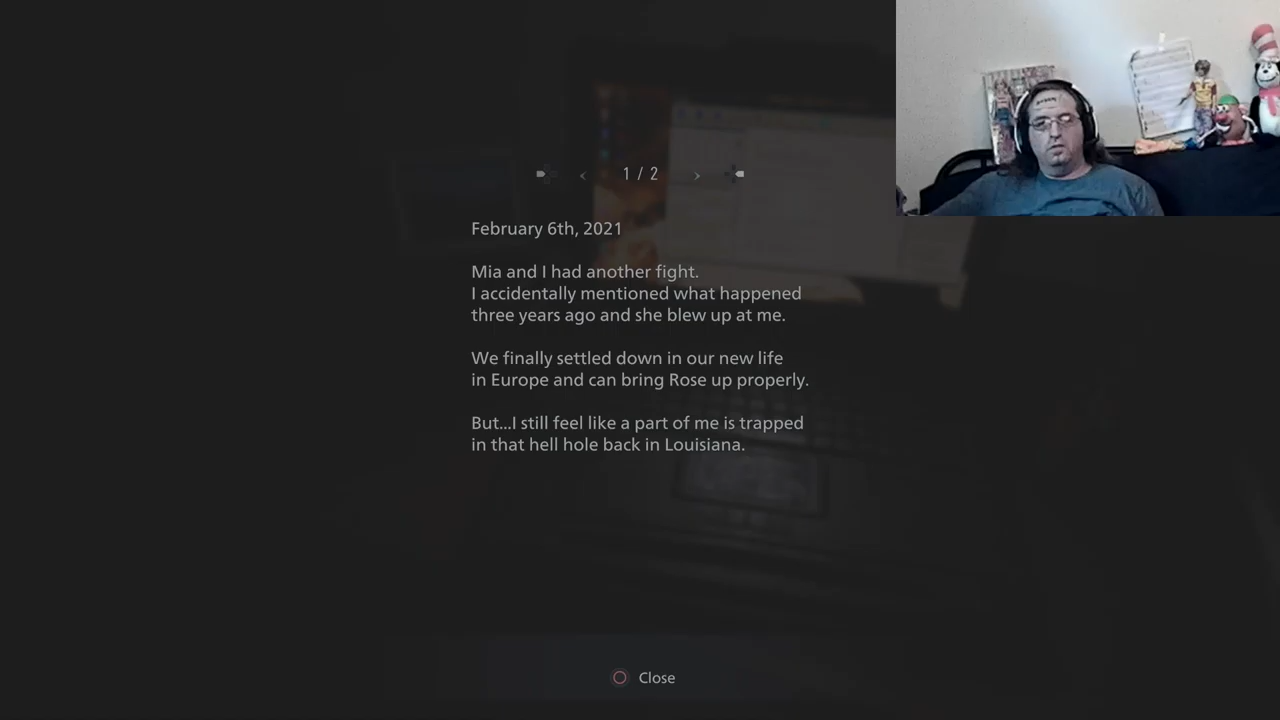 1 / 2
February 6th, 2021
Mia and I had another fight.
I accidentally mentioned what happened
three years ago and she blew up at me.
We finally settled down in our new life
in Europe and can bring Rose up properly.
But...I still feel like a part of me is trapped
in that hell hole back in Louisiana.
Close